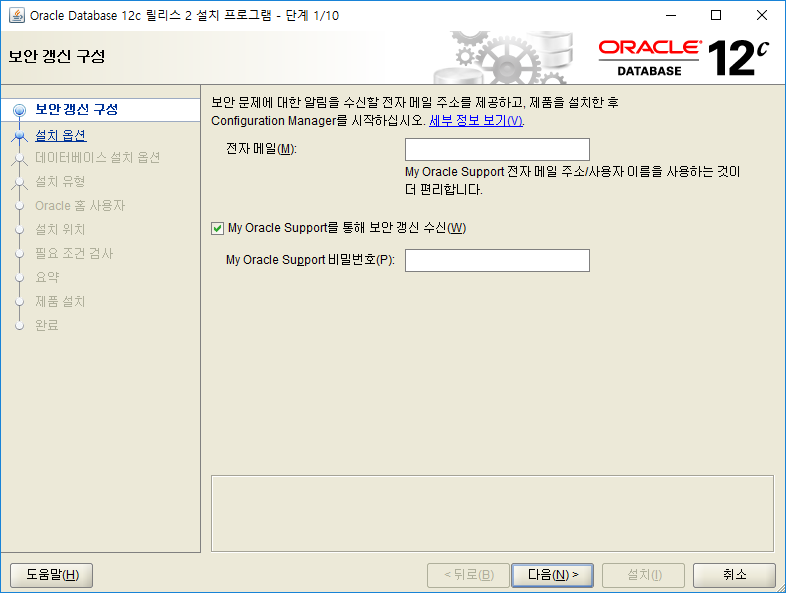 Oracle Database 12c 릴리스 2 설치 프로그램 - 단계 1/10
보안 갱신 구성
ORACLE
DATABASE
12c
보안 갱신 구성
설치 옵션
데이터베이스 설치 옵션
설치 유형
Oracle 홈 사용자
설치 위치
필요 조건 검사
요약
제품 설치
완료
보안 문제에 대한 알림을 수신할 전자 메일 주소를 제공하고, 제품을 설치한 후
Configuration Manager를 시작하십시오. 세부 정보 보기(V).
전자 메일(M):
My Oracle Support 전자 메일 주소/사용자 이름을 사용하는 것이
더 편리합니다.
My Oracle Support를 통해 보안 갱신 수신(W)
My Oracle Support 비밀번호(P):
도움말(H)
< 뒤로(B)
다음(N) >
설치(I)
취소